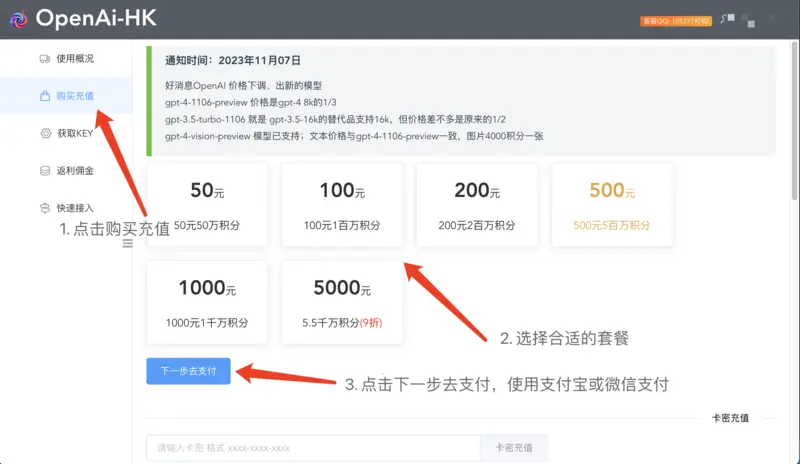 OpenAi-HK
客服QQ: 1053719760
使用概况
购买充值
获取KEY
返利佣金
快速接入
1. 点击购买充值
通知时间：2023年11月07日
好消息OpenAI 价格下调、出新的模型
gpt-4-1106-preview 价格是gpt-4 8k的1/3
gpt-3.5-turbo-1106 就是 gpt-3.5-16k的替代品支持16k，但价格差不多是原来的1/2
gpt-4-vision-preview 模型已支持；文本价格与gpt-4-1106-preview一致，图片4000积分一张
50元
50元50万积分
100元
100元1百万积分
200元
200元2百万积分
500元
500元5百万积分
1000元
1000元1千万积分
5000元
5.5千万积分(9折)
2. 选择合适的套餐
下一步去支付
3. 点击下一步去支付，使用支付宝或微信支付
卡密充值
请输入卡密 格式 xxxx-xxxx-xxxx
卡密充值